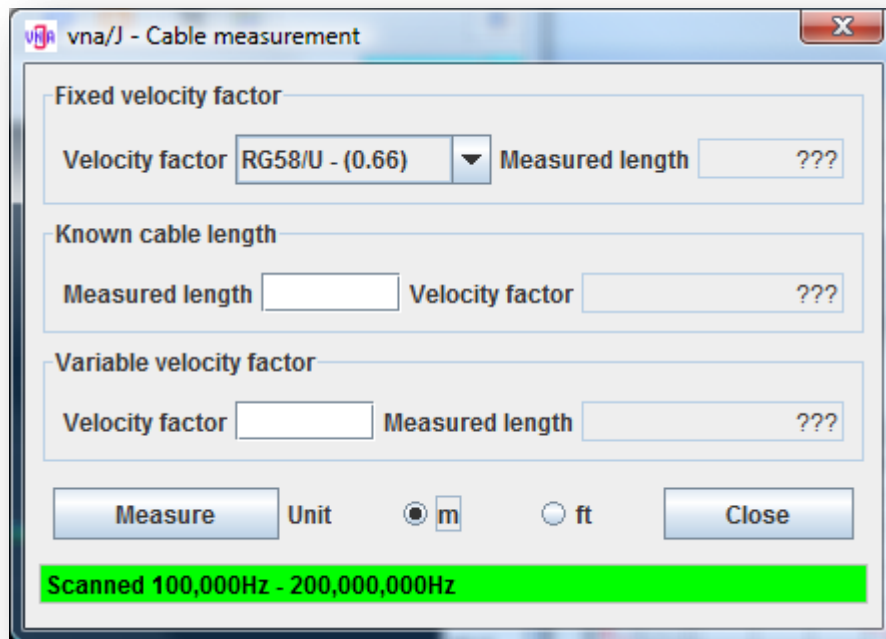 VNA vna/J - Cable measurement
Fixed velocity factor
Velocity factor RG58/U - (0.66) Measured length ???
Known cable length
Measured length Velocity factor ???
Variable velocity factor
Velocity factor Measured length ???
Measure Unit m ft Close
Scanned 100,000Hz - 200,000,000Hz